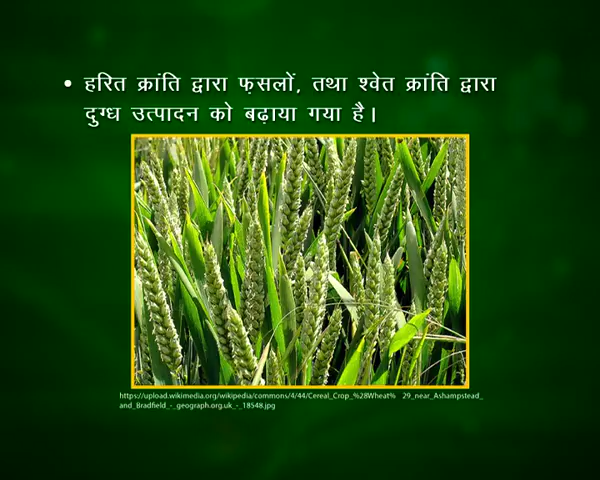 • हरित क्रांति द्वारा फ़सलों, तथा श्वेत क्रांति द्वारा
दुग्ध उत्पादन को बढ़ाया गया है।
https://upload.wikimedia.org/wikipedia/commons/4/44/Cereal_Crop_%28Wheat% 29_near_Ashampstead_
and_Bradfield_-_geograph.org.uk_-_18548.jpg